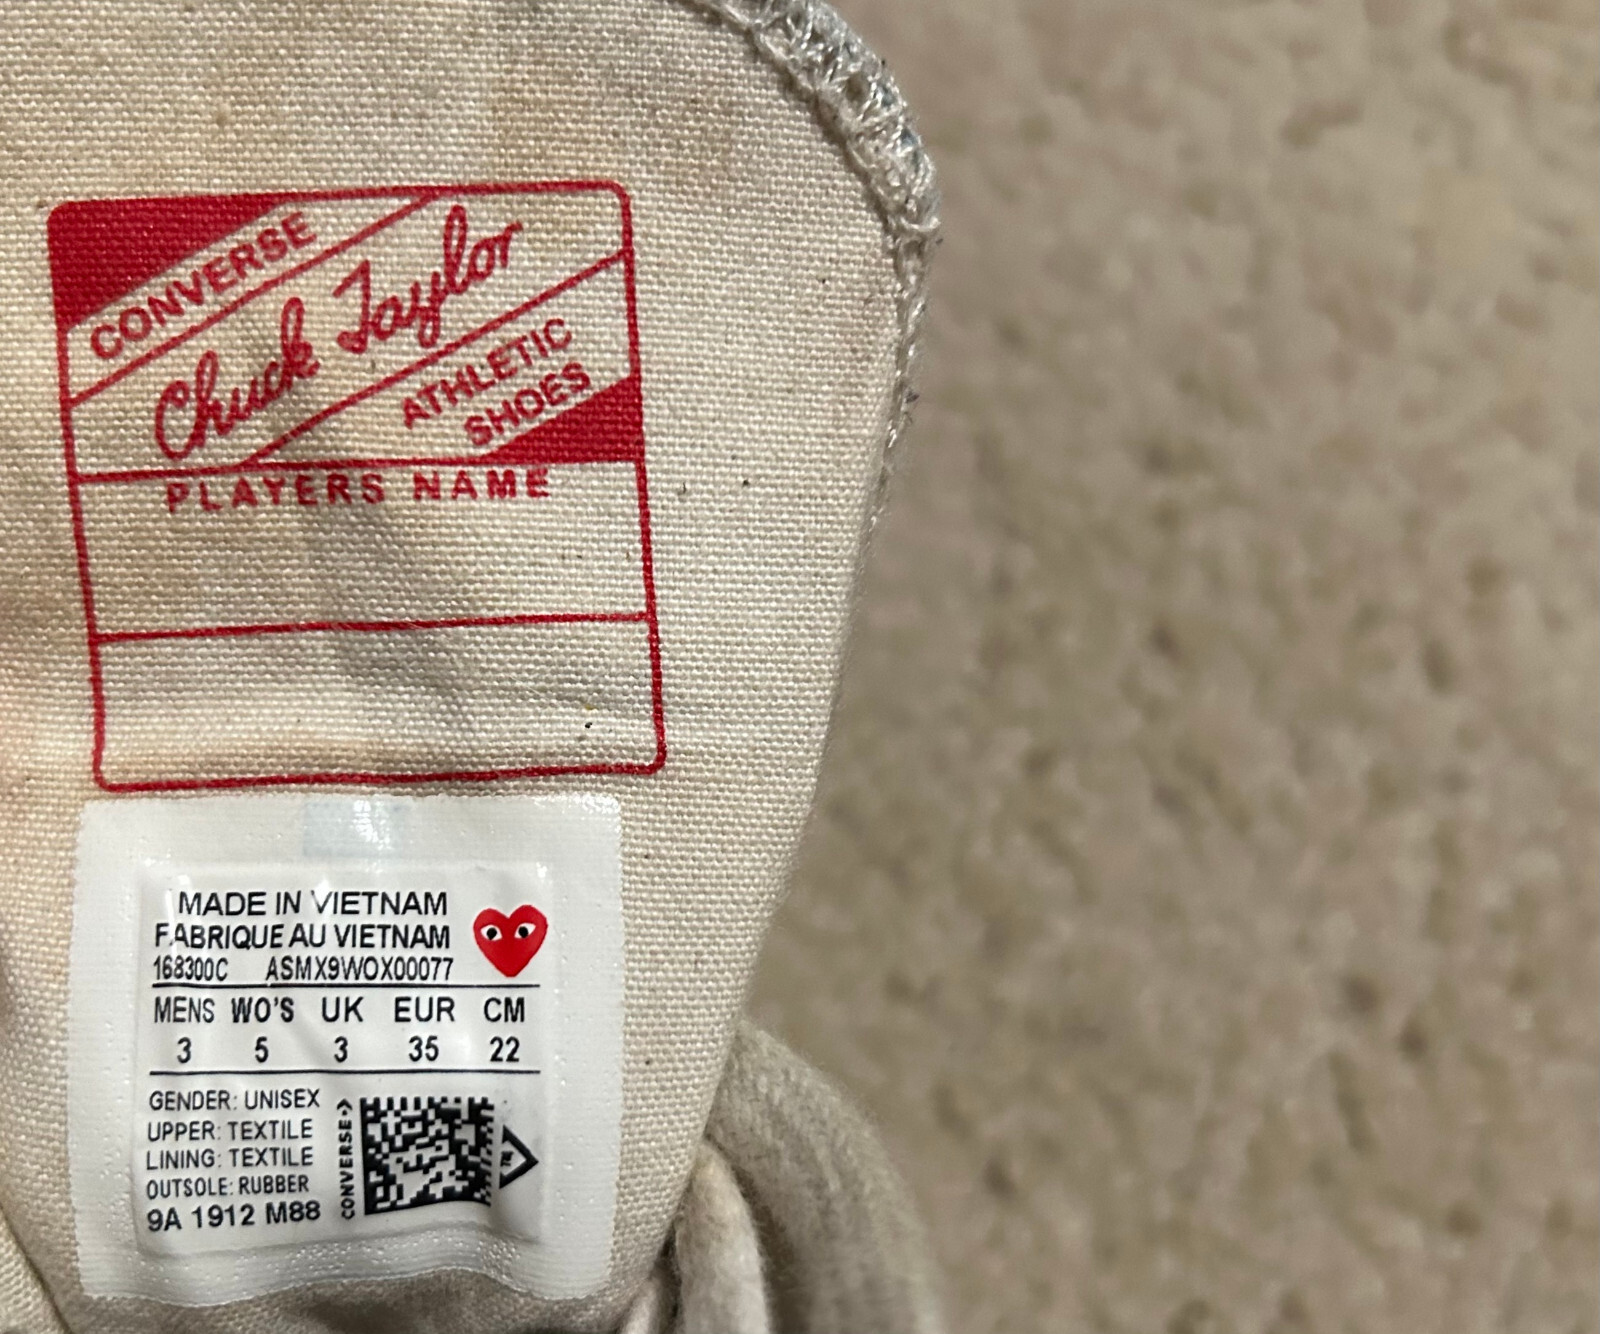 CONVERSE
Chuck Taylor
ATHLETIC
SHOES
PLAYERS NAME
MADE IN VIETNAM
FABRIQUE AU VIETNAM
168300C ASMX9WOX00077
MENS WO'S UK EUR CM
3 5 3 35 22
GENDER: UNISEX
UPPER: TEXTILE
LINING: TEXTILE
OUTSOLE: RUBBER
9A 1912 M88
CONVERSE